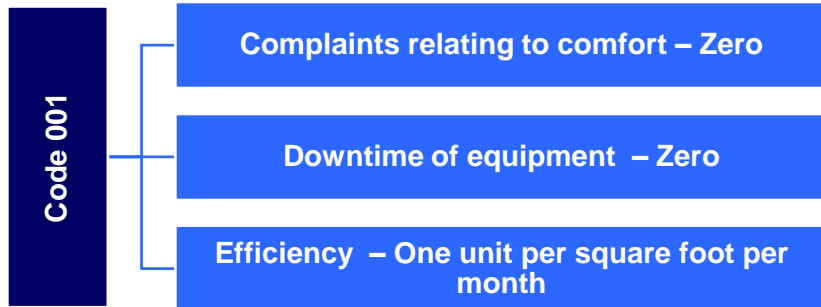 Code 001
Complaints relating to comfort – Zero
Downtime of equipment – Zero
Efficiency – One unit per square foot per
month